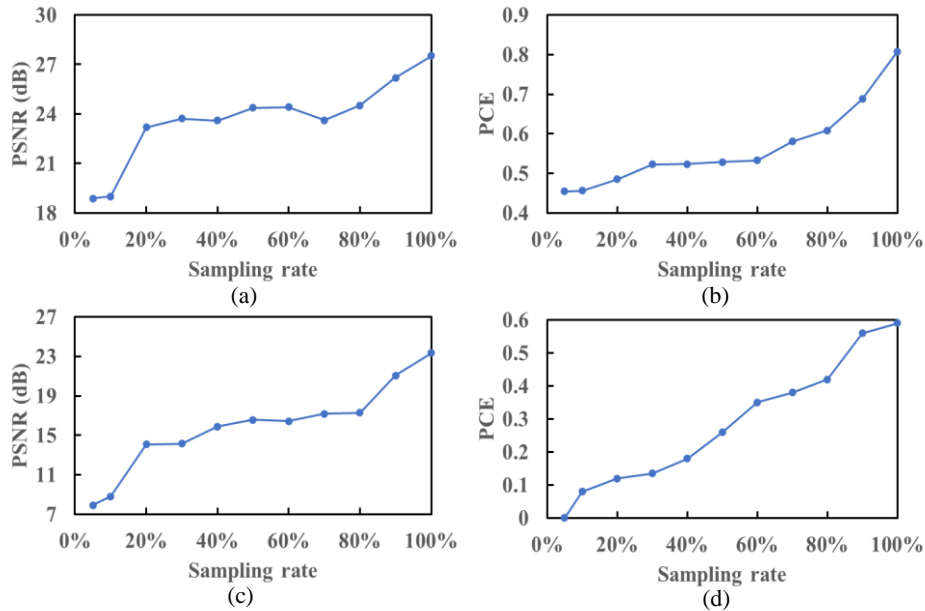 30
27
24
21
18
PSNR (dB)
0% 20% 40% 60% 80% 100%
Sampling rate
(a)
0.9
0.8
0.7
0.6
0.5
0.4
PCE
0% 20% 40% 60% 80% 100%
Sampling rate
(b)
27
23
19
15
11
7
PSNR (dB)
0% 20% 40% 60% 80% 100%
Sampling rate
(c)
0.6
0.5
0.4
0.3
0.2
0.1
0
PCE
0% 20% 40% 60% 80% 100%
Sampling rate
(d)